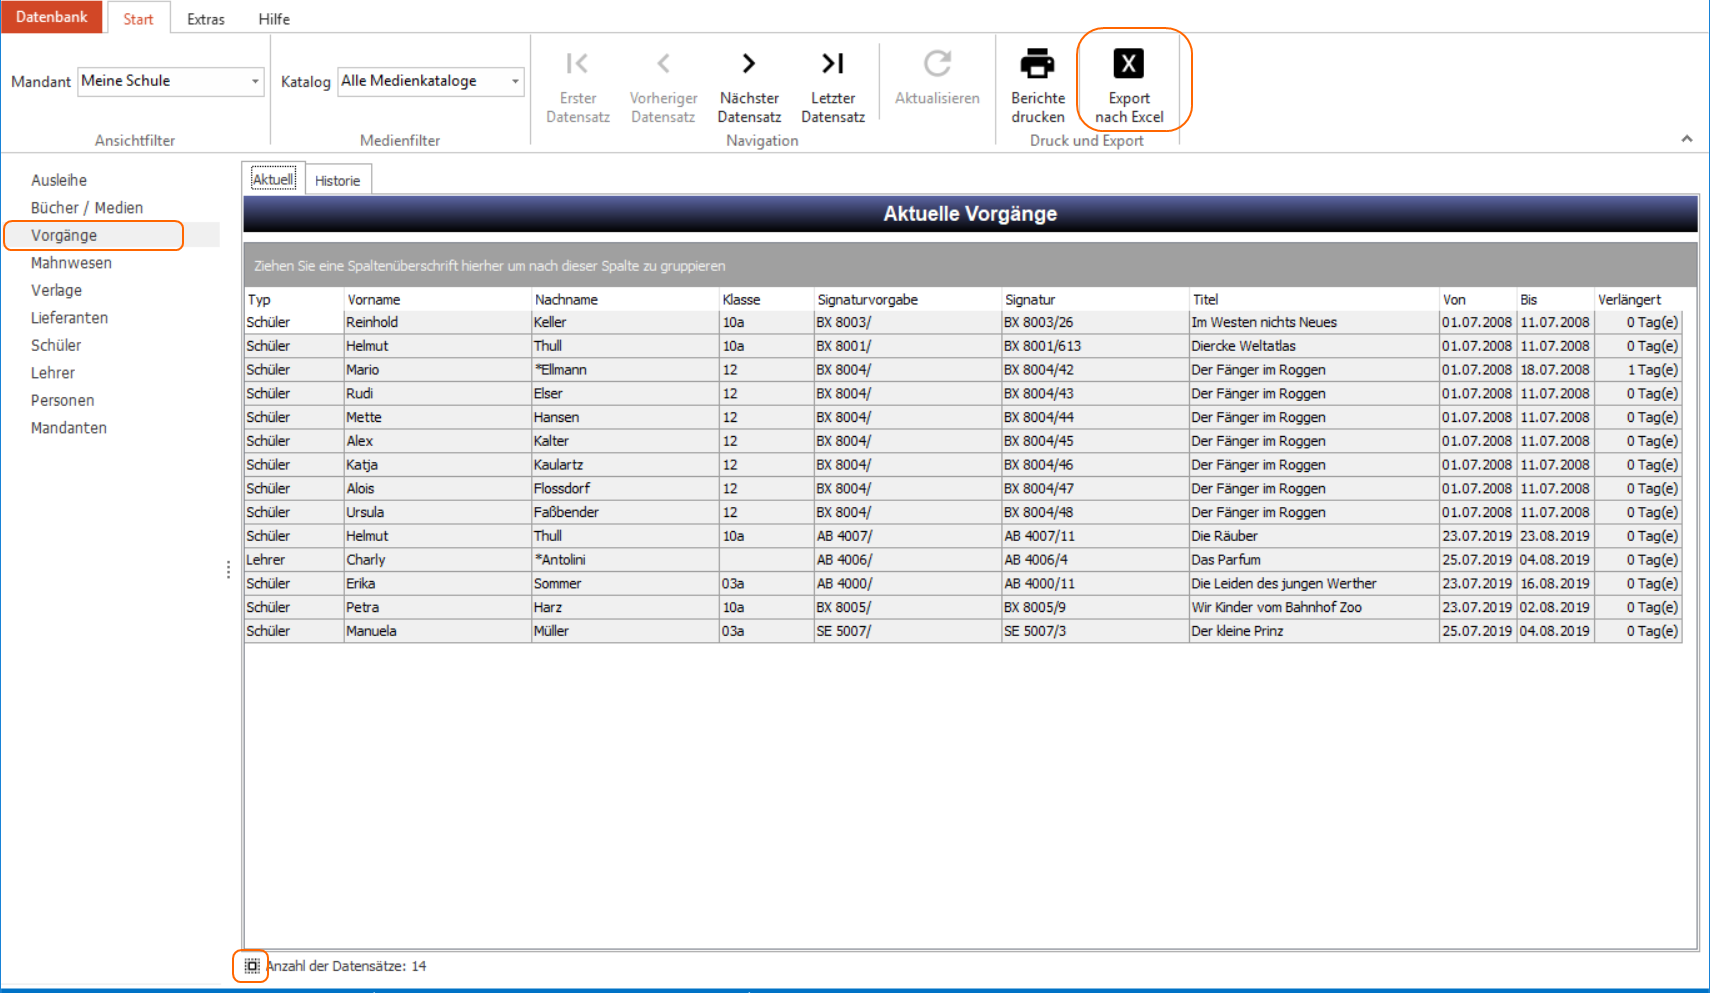 Datenbank Start Extras Hilfe
Mandant Meine Schule Katalog Alle Medienkataloge
Erster Datensatz Vorheriger Datensatz Nächster Datensatz Letzter Datensatz Aktualisieren Berichte drucken Export nach Excel
Ansichtfilter Medienfilter Navigation Druck und Export
Ausleihe
Bücher / Medien
Vorgänge
Mahnwesen
Verlage
Lieferanten
Schüler
Lehrer
Personen
Mandanten
Aktuell Historie
Aktuelle Vorgänge
Ziehen Sie eine Spaltenüberschrift hierher um nach dieser Spalte zu gruppieren
Typ Vorname Nachname Klasse Signaturvorgabe Signatur Titel Von Bis Verlängert
Schüler Reinhold Keller 10a BX 8003/ BX 8003/26 Im Westen nichts Neues 01.07.2008 11.07.2008 0 Tag(e)
Schüler Helmut Thull 10a BX 8001/ BX 8001/613 Diercke Weltatlas 01.07.2008 11.07.2008 0 Tag(e)
Schüler Mario *Ellmann 12 BX 8004/ BX 8004/42 Der Fänger im Roggen 01.07.2008 18.07.2008 1 Tag(e)
Schüler Rudi Elser 12 BX 8004/ BX 8004/43 Der Fänger im Roggen 01.07.2008 11.07.2008 0 Tag(e)
Schüler Mette Hansen 12 BX 8004/ BX 8004/44 Der Fänger im Roggen 01.07.2008 11.07.2008 0 Tag(e)
Schüler Alex Kalter 12 BX 8004/ BX 8004/45 Der Fänger im Roggen 01.07.2008 11.07.2008 0 Tag(e)
Schüler Katja Kaulartz 12 BX 8004/ BX 8004/46 Der Fänger im Roggen 01.07.2008 11.07.2008 0 Tag(e)
Schüler Alois Flossdorf 12 BX 8004/ BX 8004/47 Der Fänger im Roggen 01.07.2008 11.07.2008 0 Tag(e)
Schüler Ursula Faßbender 12 BX 8004/ BX 8004/48 Der Fänger im Roggen 01.07.2008 11.07.2008 0 Tag(e)
Schüler Helmut Thull 10a AB 4007/ AB 4007/11 Die Räuber 23.07.2019 23.08.2019 0 Tag(e)
Lehrer Charly *Antolini AB 4006/ AB 4006/4 Das Parfum 25.07.2019 04.08.2019 0 Tag(e)
Schüler Erika Sommer 03a AB 4000/ AB 4000/11 Die Leiden des jungen Werther 23.07.2019 16.08.2019 0 Tag(e)
Schüler Petra Harz 10a BX 8005/ BX 8005/9 Wir Kinder vom Bahnhof Zoo 23.07.2019 02.08.2019 0 Tag(e)
Schüler Manuela Müller 03a SE 5007/ SE 5007/3 Der kleine Prinz 25.07.2019 04.08.2019 0 Tag(e)
Anzahl der Datensätze: 14